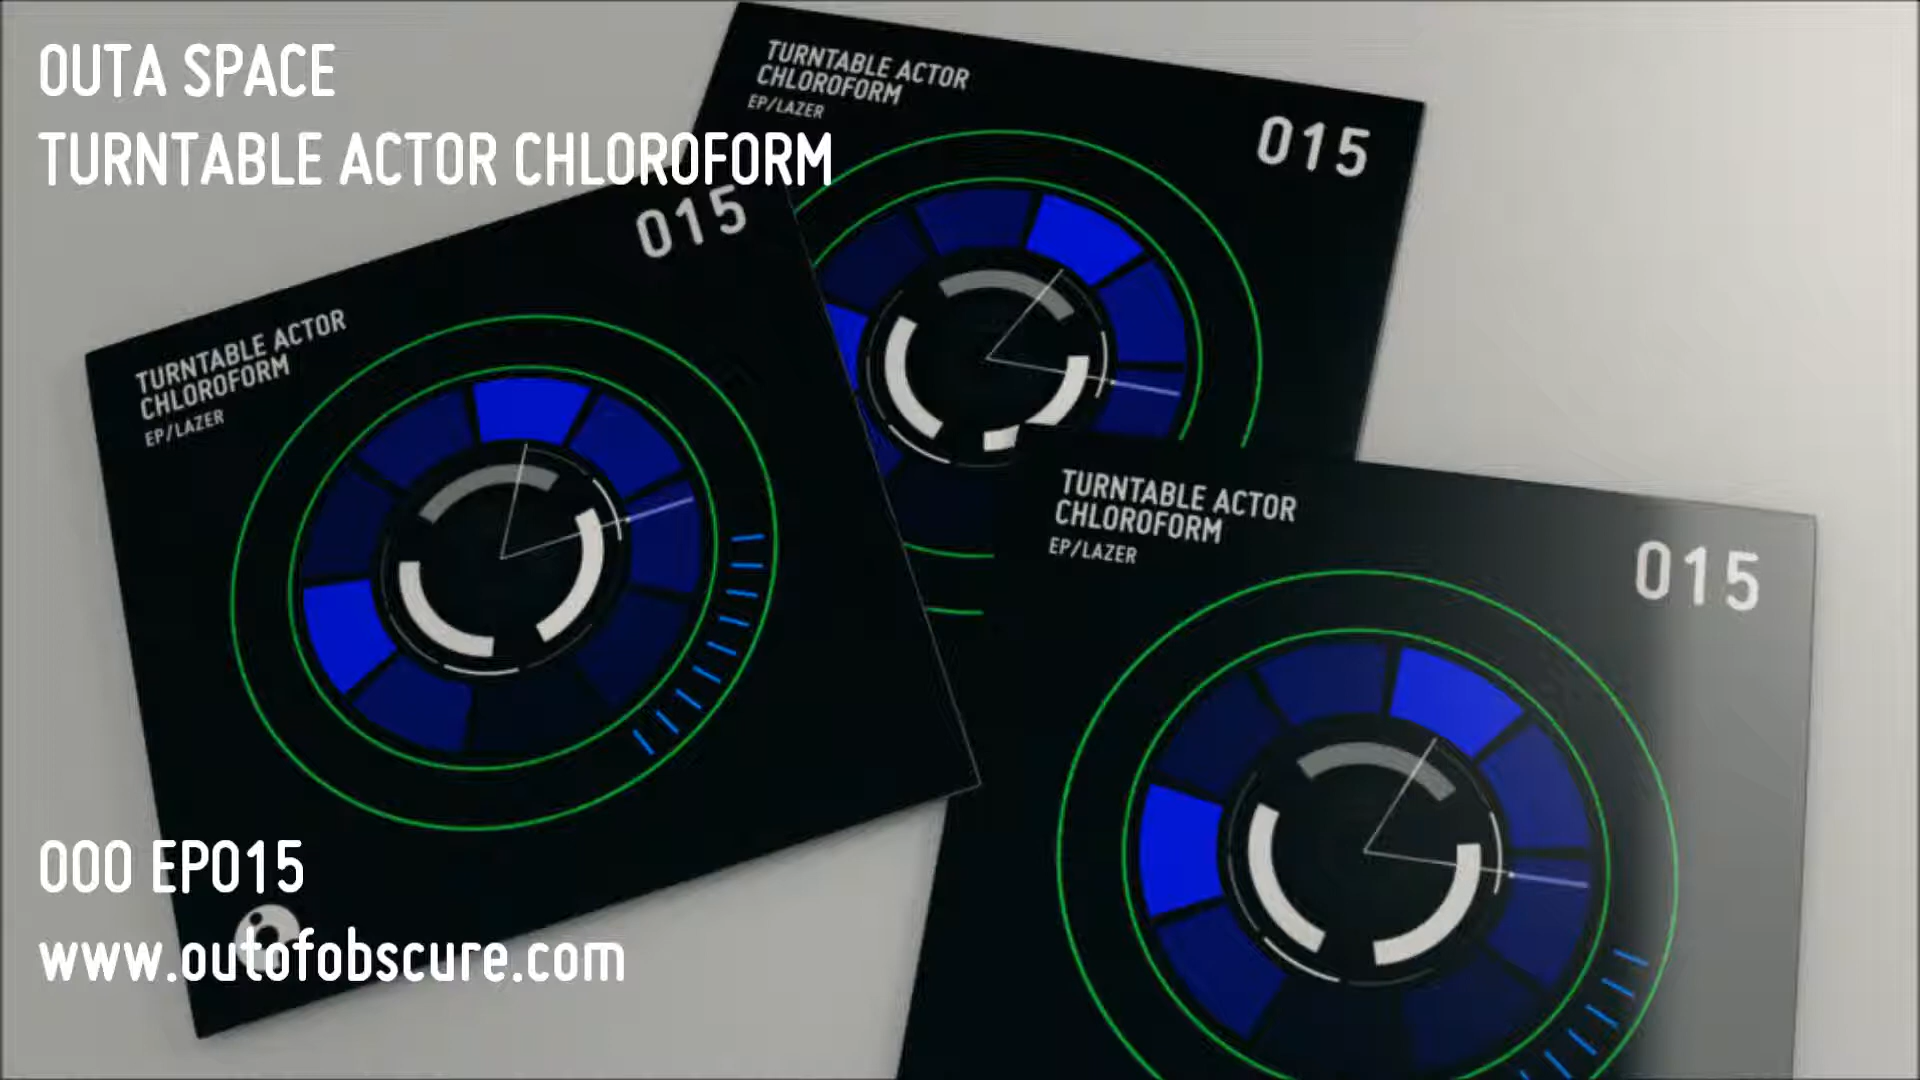 OUTA SPACE
TURNTABLE ACTOR CHLOROFORM
TURNTABLE ACTOR
CHLOROFORM
EP/LAZER
015
TURNTABLE ACTOR
CHLOROFORM
EP/LAZER
015
TURNTABLE ACTOR
CHLOROFORM
EP/LAZER
015
OOO EP015
www.outofobscure.com